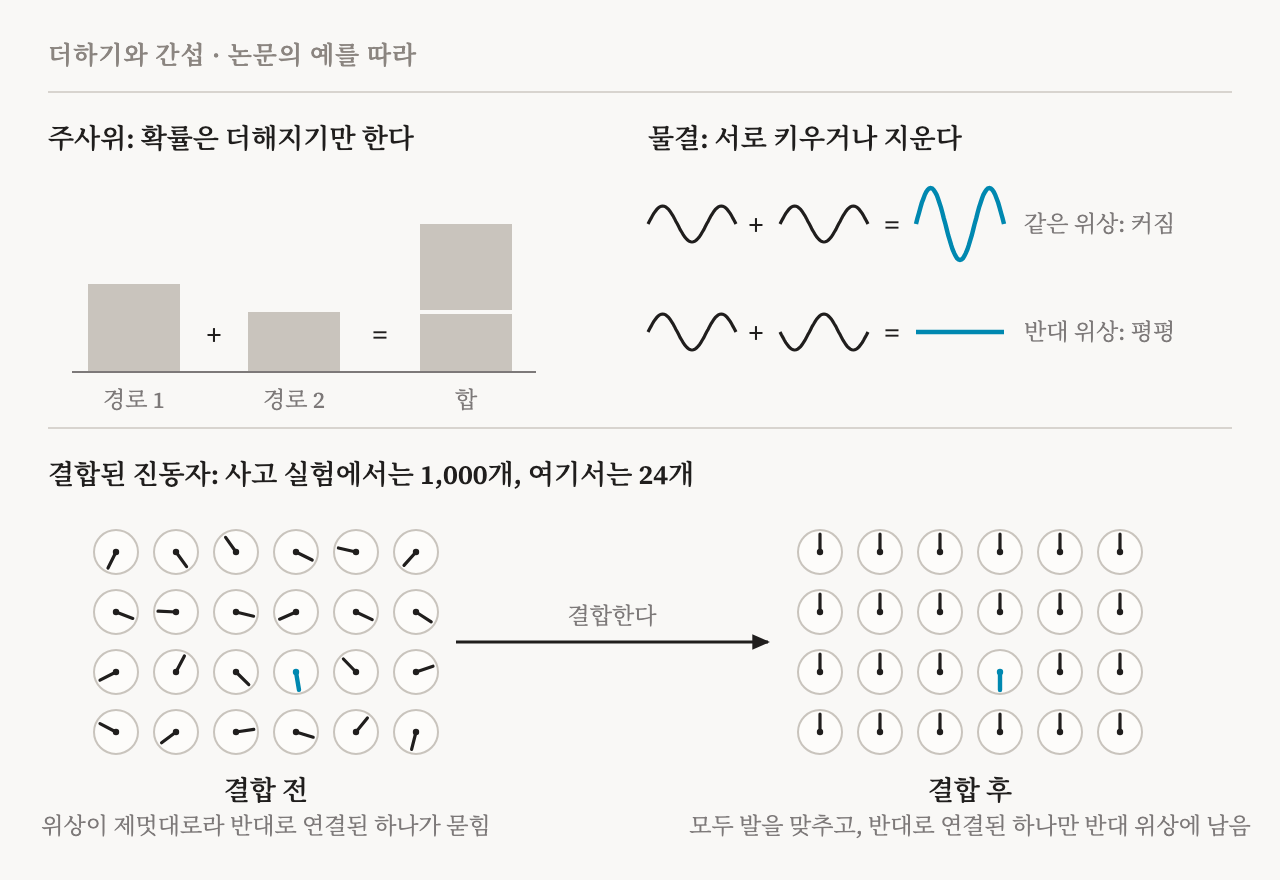 더하기와 간섭 · 논문의 예를 따라
주사위: 확률은 더해지기만 한다
+
=
경로 1
경로 2
합
물결: 서로 키우거나 지운다
+ = 같은 위상: 커짐
+ = 반대 위상: 평평
결합된 진동자: 사고 실험에서는 1,000개, 여기서는 24개
결합한다
결합 전
위상이 제멋대로라 반대로 연결된 하나가 묻힘
결합 후
모두 발을 맞추고, 반대로 연결된 하나만 반대 위상에 남음